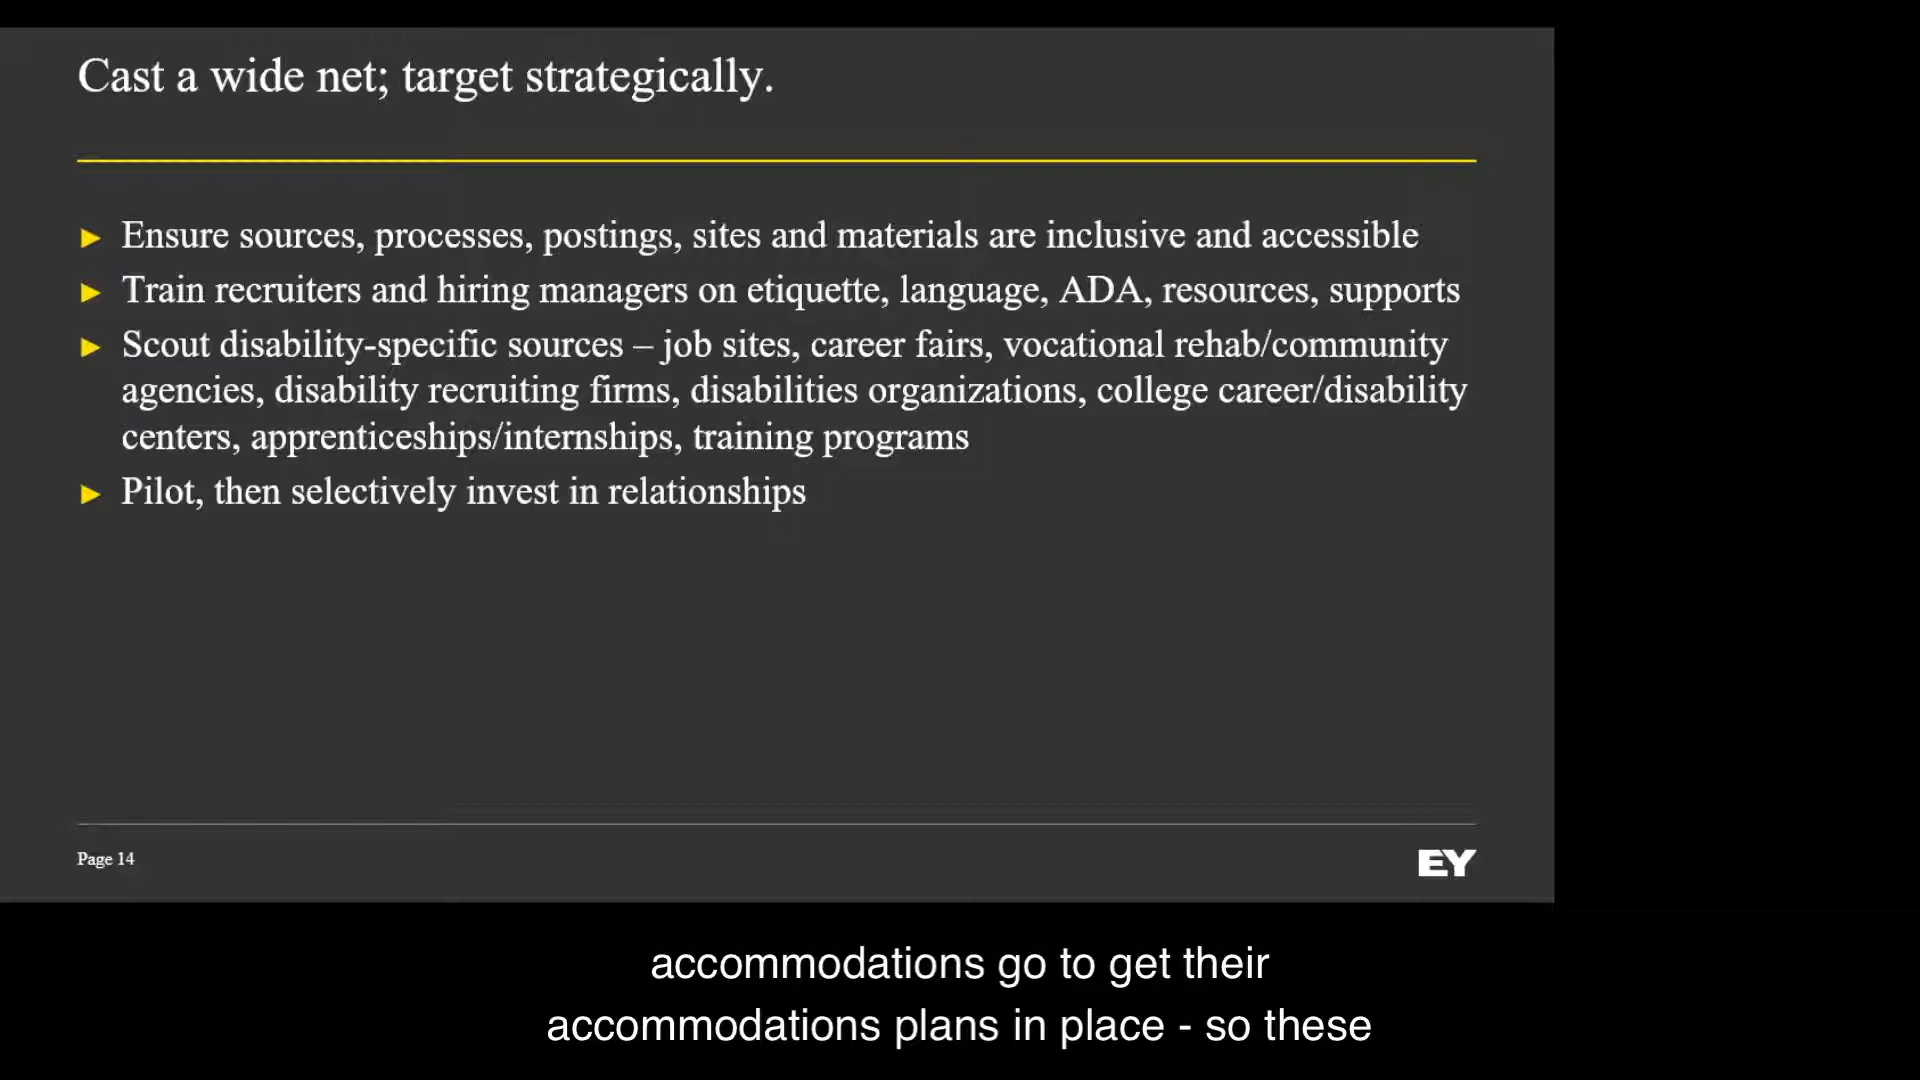 Cast a wide net; target strategically.
► Ensure sources, processes, postings, sites and materials are inclusive and accessible
► Train recruiters and hiring managers on etiquette, language, ADA, resources, supports
► Scout disability-specific sources – job sites, career fairs, vocational rehab/community
agencies, disability recruiting firms, disabilities organizations, college career/disability
centers, apprenticeships/internships, training programs
► Pilot, then selectively invest in relationships
Page 14
EY
accommodations go to get their
accommodations plans in place - so these